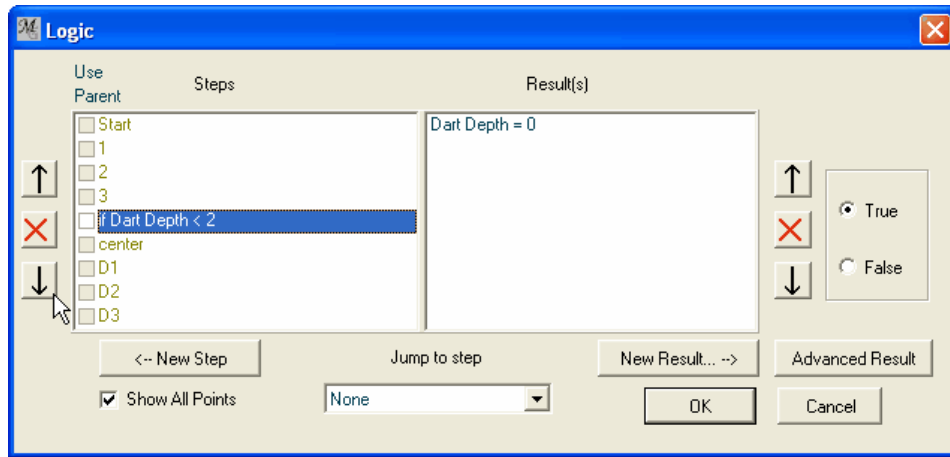 Logic
Use
Parent
Steps
Result(s)
Start
1
2
3
if Dart Depth < 2
center
D1
D2
D3
Dart Depth = 0
True
False
<-- New Step
Jump to step
New Result... -->
Advanced Result
Show All Points
None
OK
Cancel